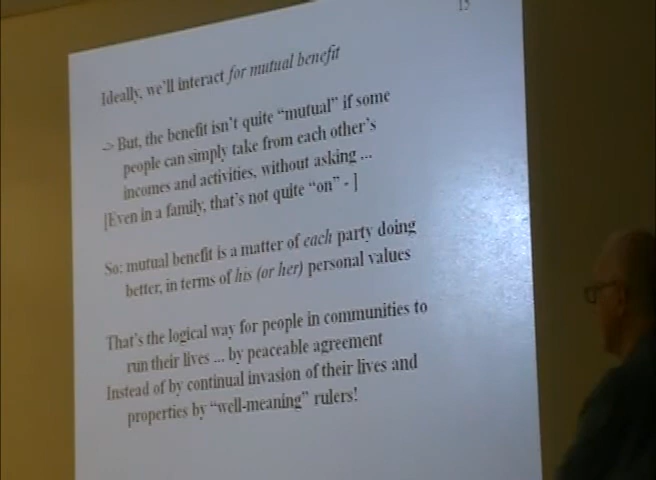 15
Ideally, we'll interact for mutual benefit
-> But, the benefit isn't quite "mutual" if some
people can simply take from each other's
incomes and activities, without asking ...
[Even in a family, that's not quite "on" - ]
So: mutual benefit is a matter of each party doing
better, in terms of his (or her) personal values
That's the logical way for people in communities to
run their lives ... by peaceable agreement
Instead of by continual invasion of their lives and
properties by "well-meaning" rulers!